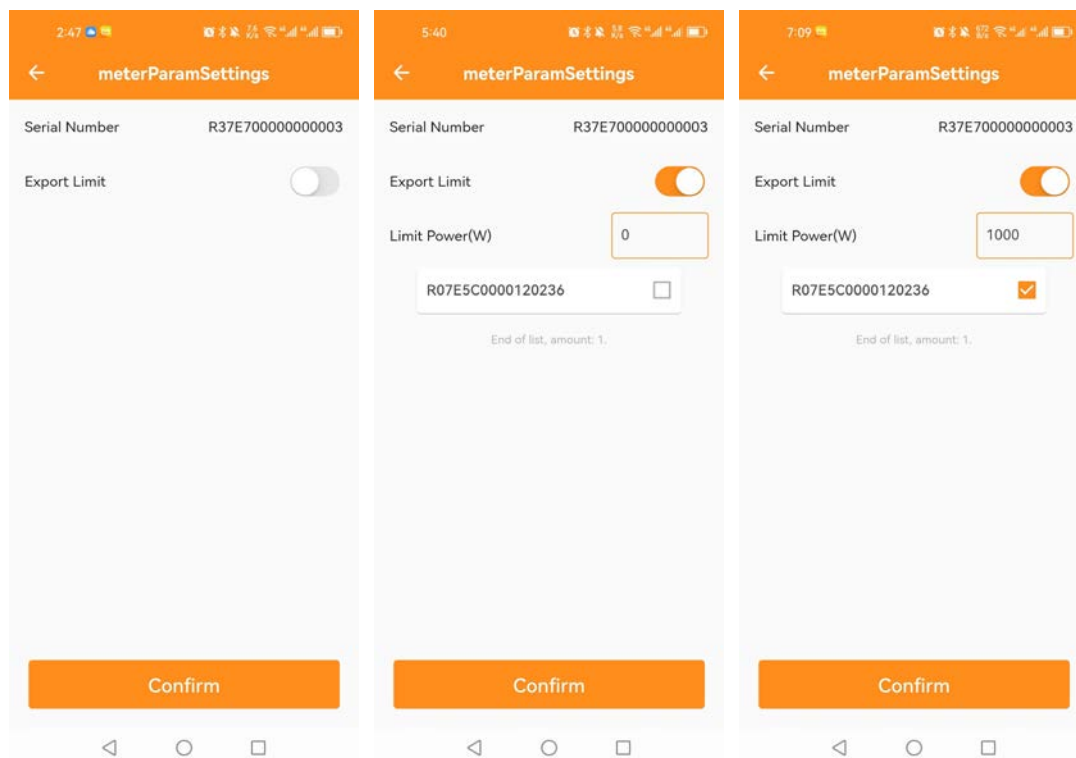 2:47
meterParamSettings
Serial Number R37E700000000003
Export Limit
Confirm
5:40
meterParamSettings
Serial Number R37E700000000003
Export Limit
Limit Power(W) 0
R07E5C0000120236
End of list, amount: 1.
Confirm
7:09
meterParamSettings
Serial Number R37E700000000003
Export Limit
Limit Power(W) 1000
R07E5C0000120236
End of list, amount: 1.
Confirm